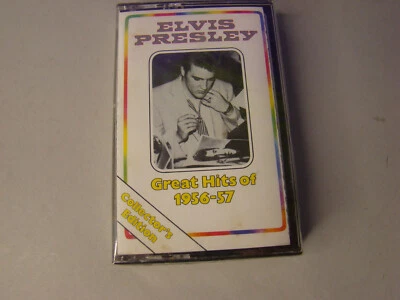 ELVIS
PRESLEY
Great Hits of
1956-57
Collector's
Edition